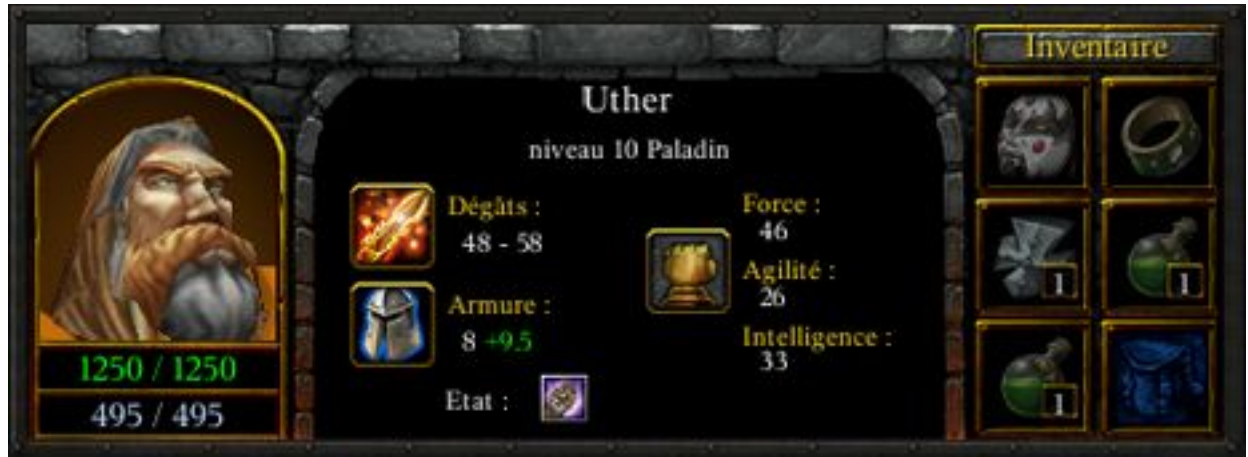 Inventaire
Uther
niveau 10 Paladin
Dégâts :
48 - 58
Armure :
8 +9.5
Etat :
Force :
46
Agilité :
26
Intelligence :
33
1250 / 1250
495 / 495
1
1
1